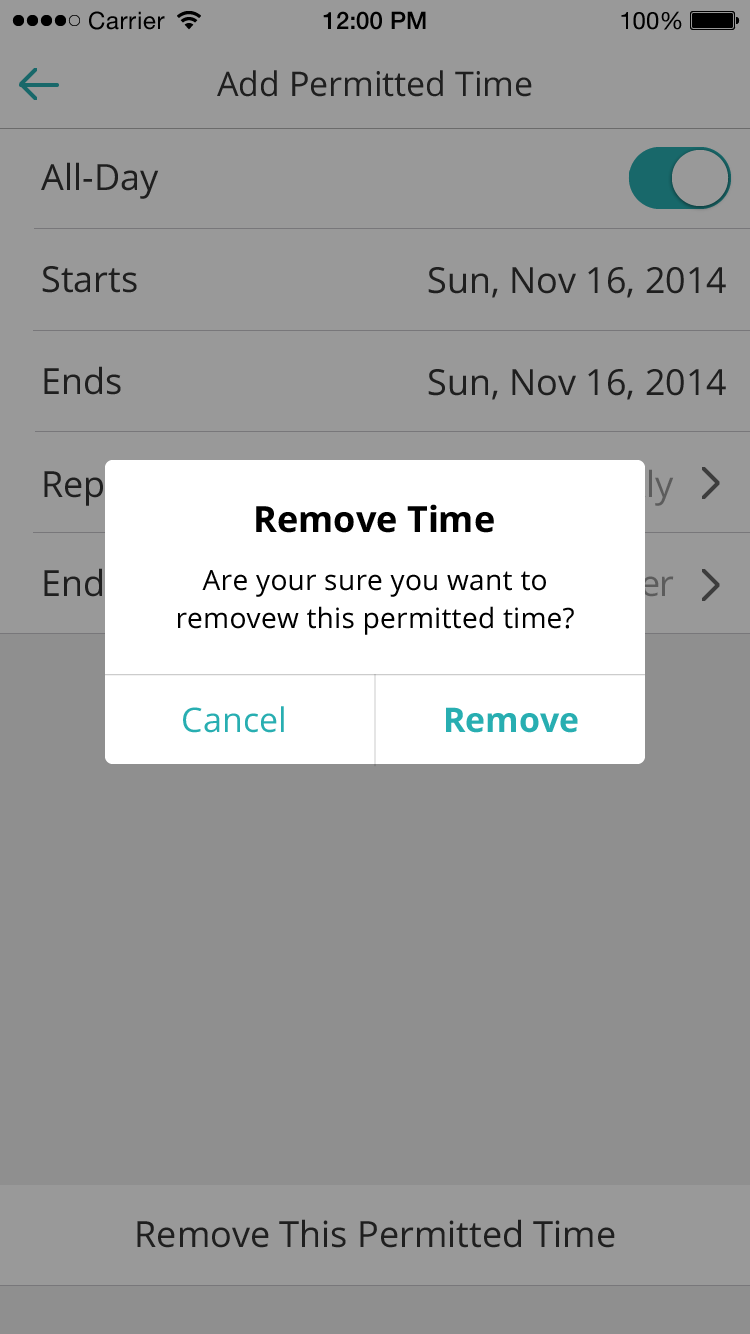 Carrier 12:00 PM 100%
Add Permitted Time
All-Day
Starts Sun, Nov 16, 2014
Ends Sun, Nov 16, 2014
Rep ly
End er
Remove Time
Are your sure you want to
removew this permitted time?
Cancel Remove
Remove This Permitted Time